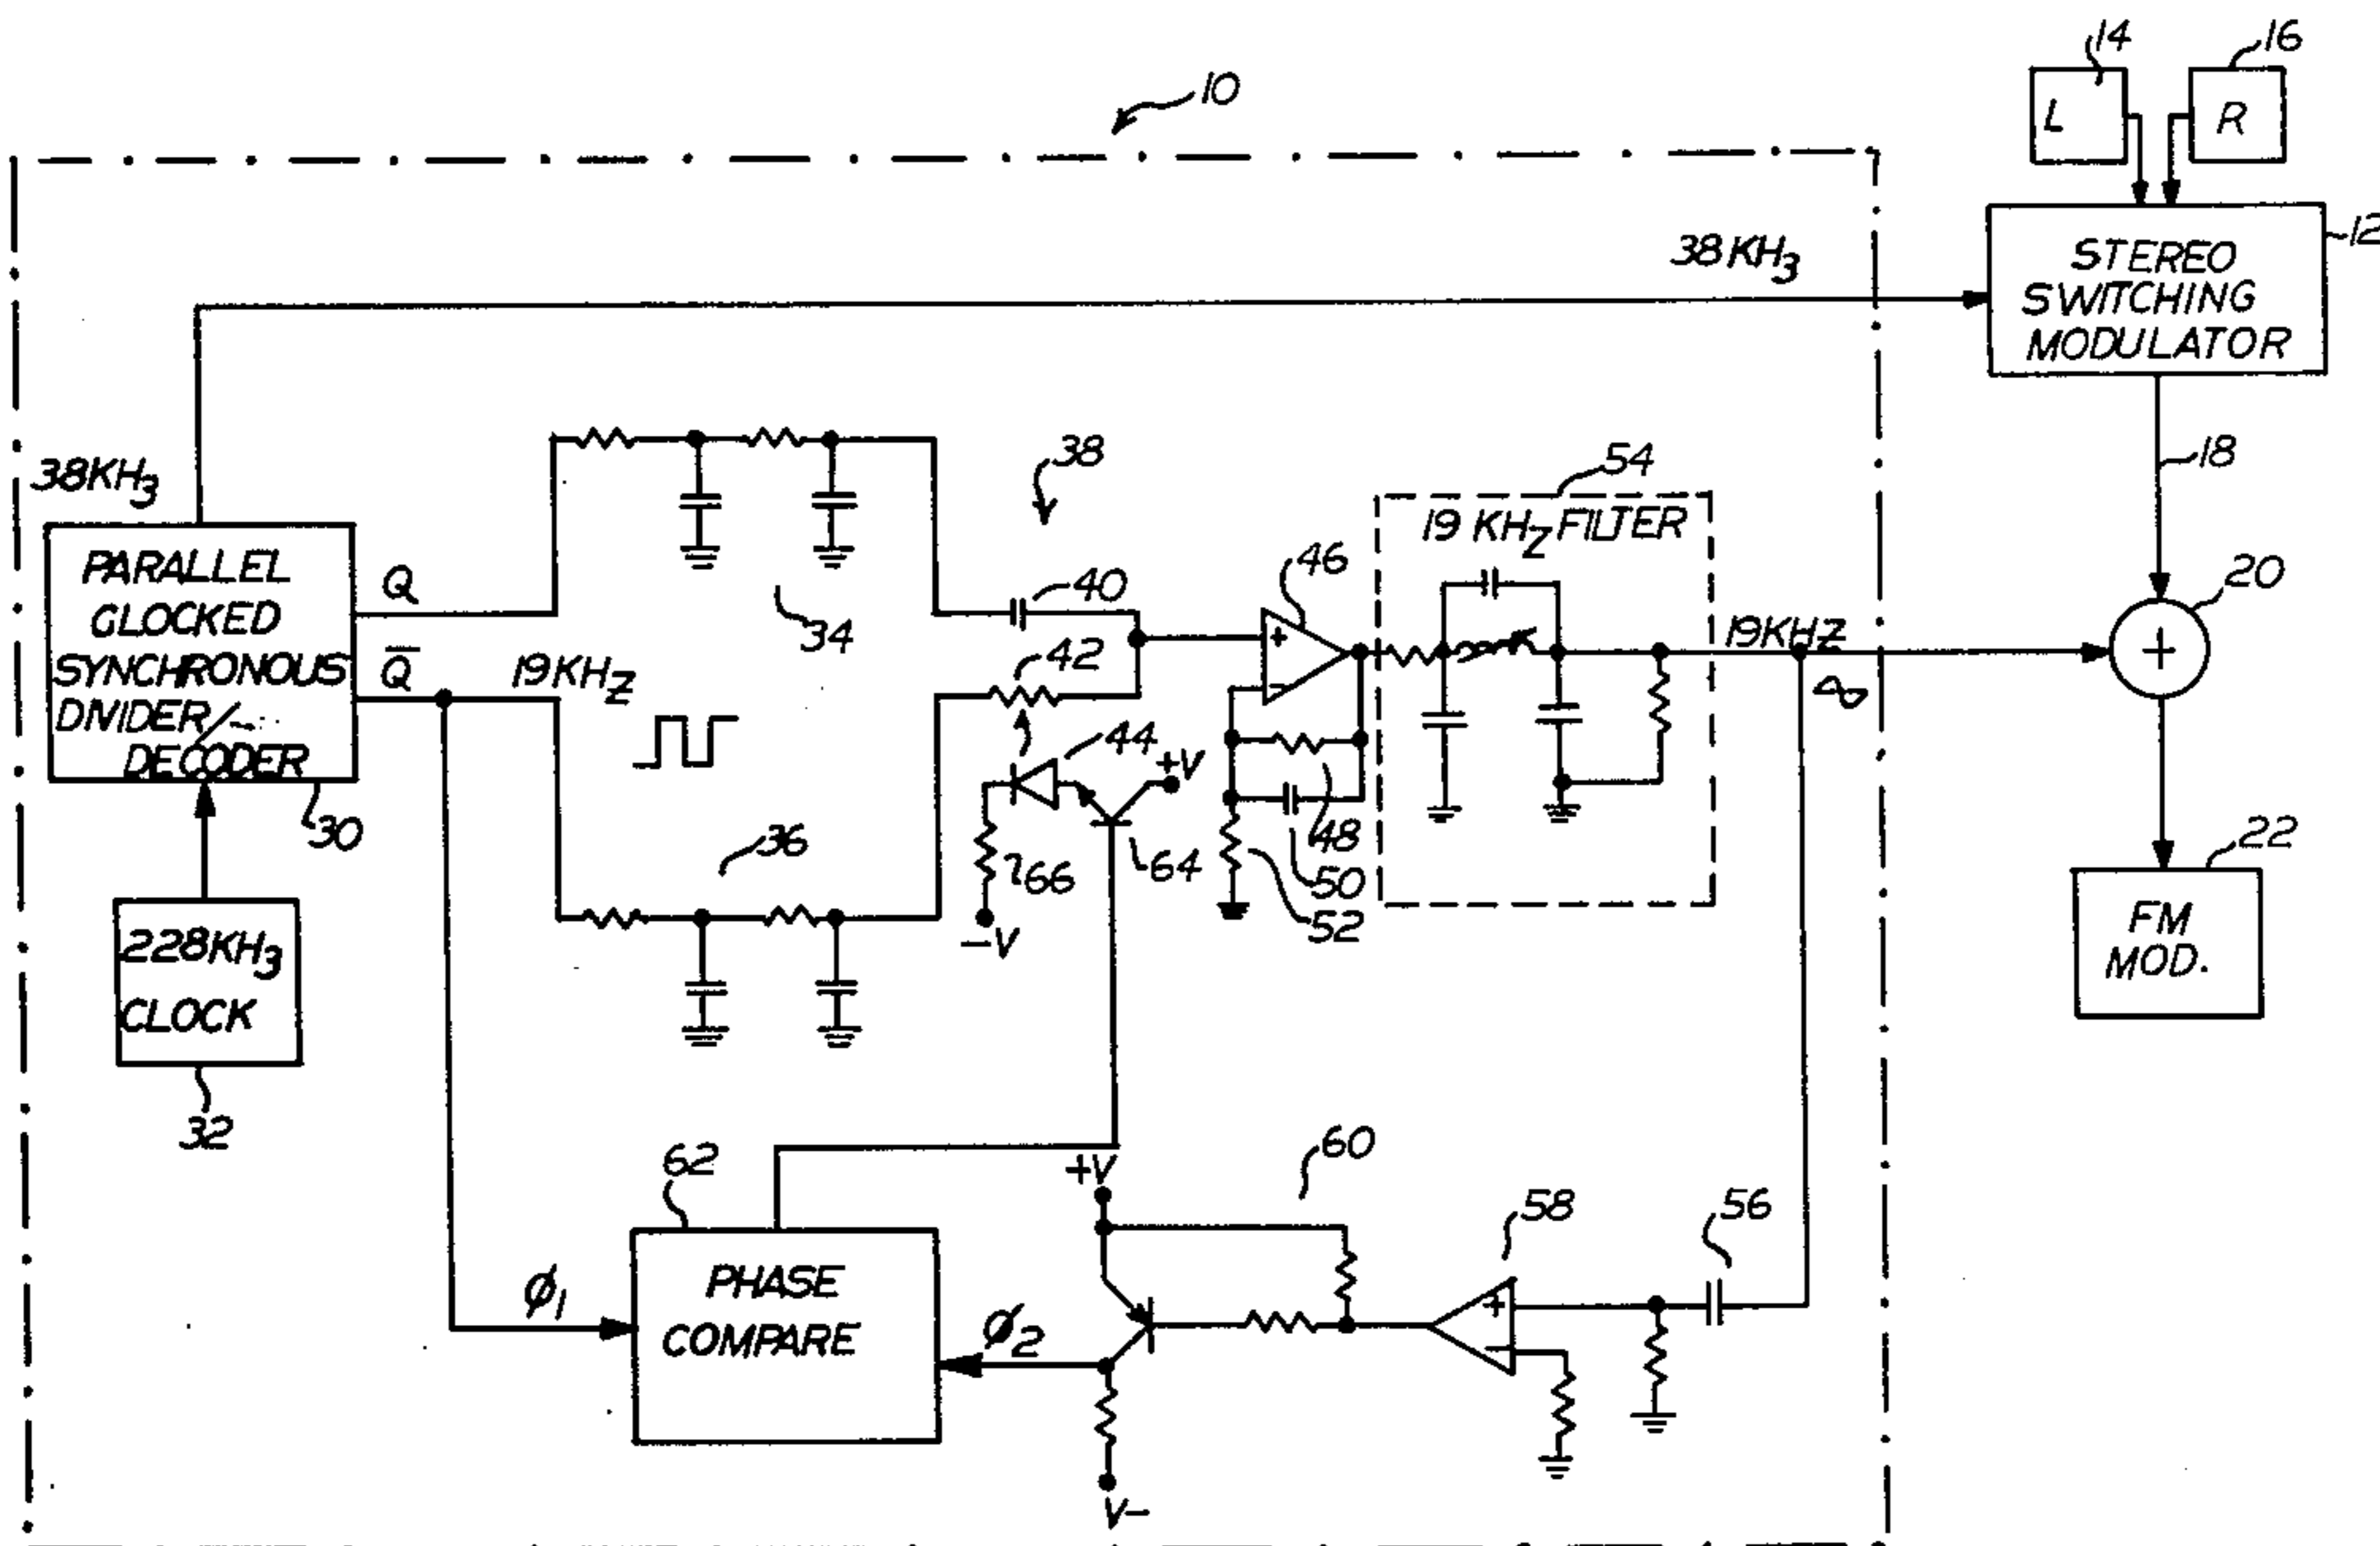 10
14
16
L
R
12
38KH3
STEREO
SWITCHING
MODULATOR
18
38KH3
38
54
19 KHZ FILTER
PARALLEL
GLOCKED
SYNCHRONOUS
DIVIDER/
DECODER
Q
Q̅
19KHZ
34
40
42
46
+
-
19KHZ
20
+
44
+V
30
36
66
-V
64
48
50
52
22
FM
MOD.
228KH3
CLOCK
32
62
+V
60
58
56
PHASE
COMPARE
ϕ1
ϕ2
+
-
V-